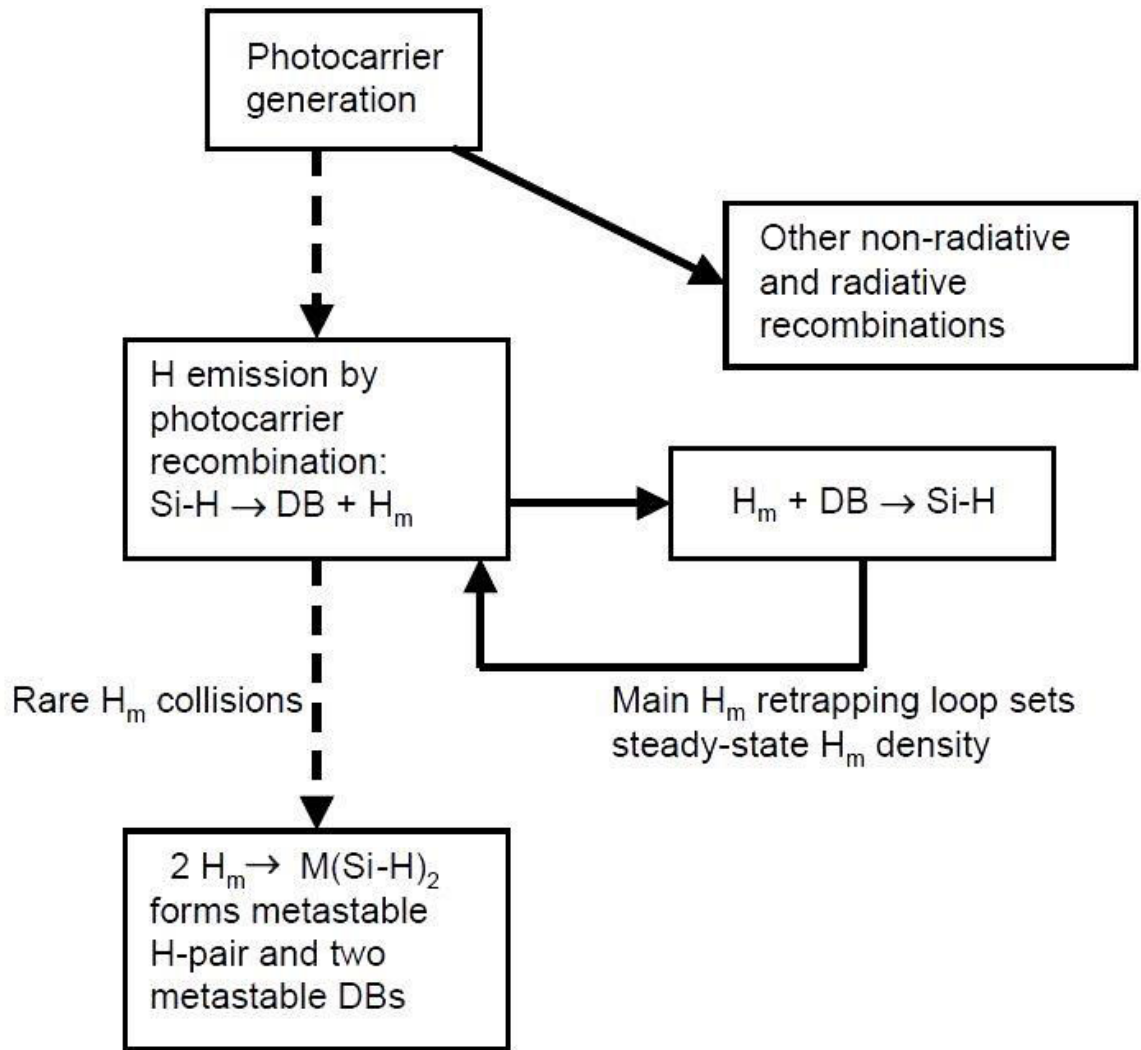 Photocarrier
generation
Other non-radiative
and radiative
recombinations
H emission by
photocarrier
recombination:
Si-H → DB + Hₘ
Hₘ + DB → Si-H
Rare Hₘ collisions
Main Hₘ retrapping loop sets
steady-state Hₘ density
2 Hₘ→ M(Si-H)₂
forms metastable
H-pair and two
metastable DBs